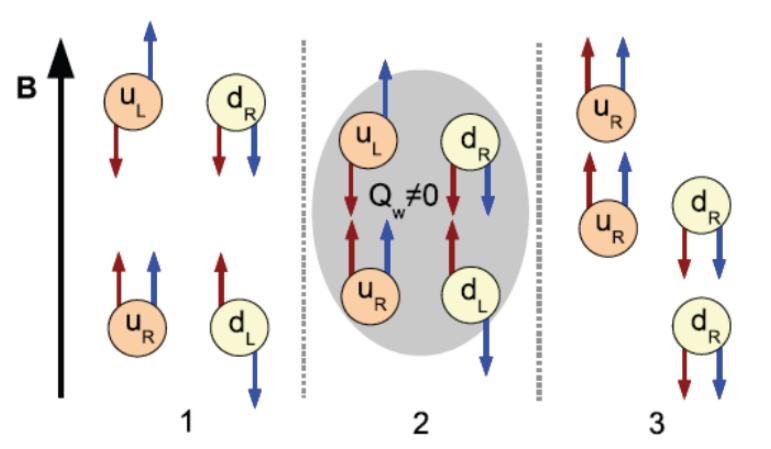 B
u_L d_R
u_R d_L
1
u_L d_R
Q_w≠0
u_R d_L
2
u_R
u_R
d_R
d_R
3